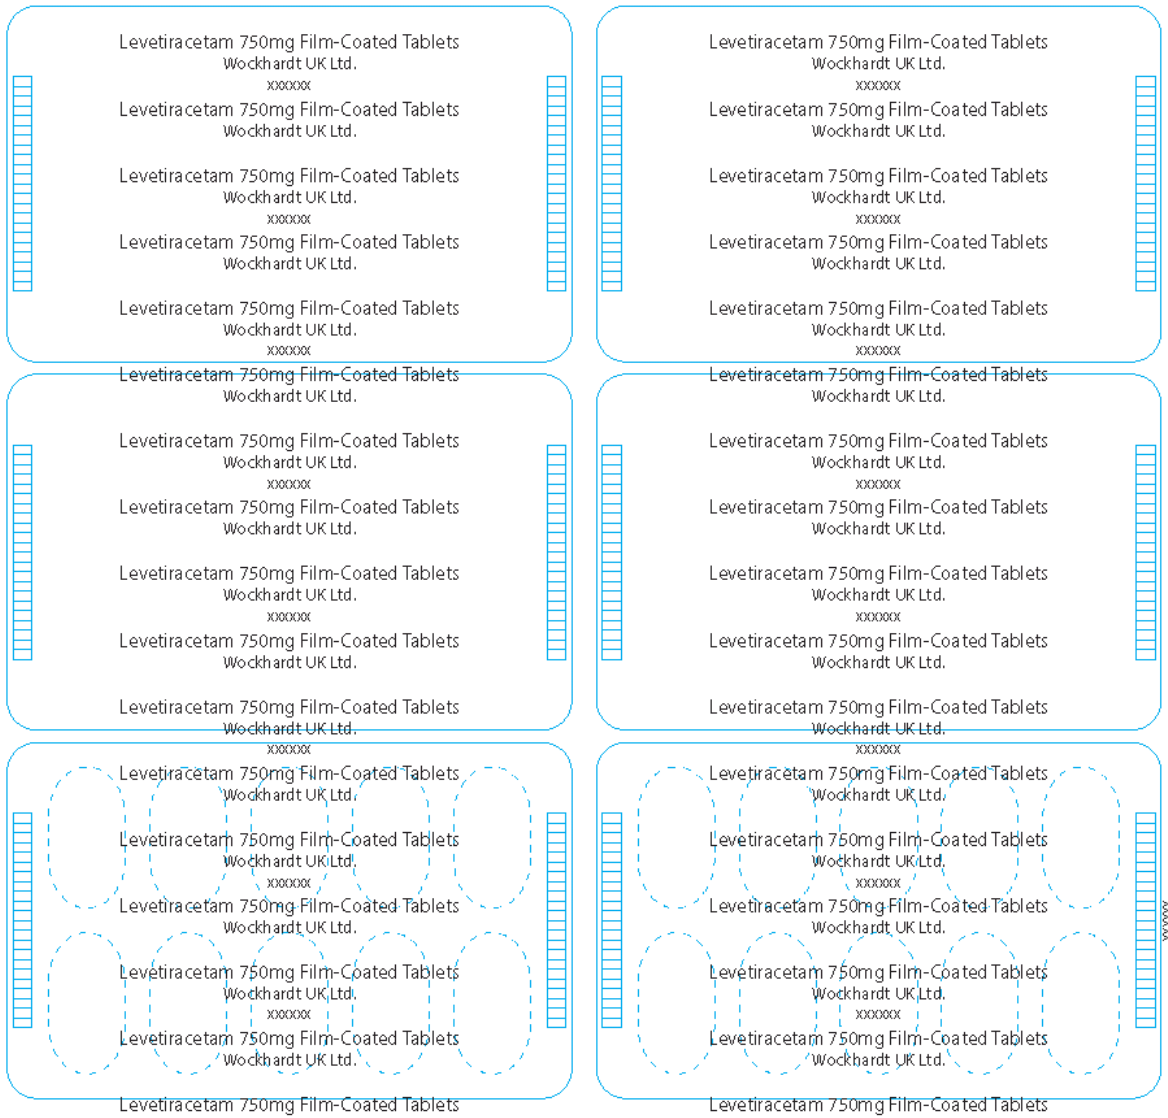 Levetiracetam 750mg Film-Coated Tablets
Wockhardt UK Ltd.
xxxxxx
Levetiracetam 750mg Film-Coated Tablets
Wockhardt UK Ltd.
Levetiracetam 750mg Film-Coated Tablets
Wockhardt UK Ltd.
xxxxxx
Levetiracetam 750mg Film-Coated Tablets
Wockhardt UK Ltd.
Levetiracetam 750mg Film-Coated Tablets
Wockhardt UK Ltd.
xxxxxx
Levetiracetam 750mg Film-Coated Tablets
Wockhardt UK Ltd.
Levetiracetam 750mg Film-Coated Tablets
Wockhardt UK Ltd.
xxxxxx
Levetiracetam 750mg Film-Coated Tablets
Wockhardt UK Ltd.
Levetiracetam 750mg Film-Coated Tablets
Wockhardt UK Ltd.
xxxxxx
Levetiracetam 750mg Film-Coated Tablets
Wockhardt UK Ltd.
Levetiracetam 750mg Film-Coated Tablets
Wockhardt UK Ltd.
xxxxxx
Levetiracetam 750mg Film-Coated Tablets
Wockhardt UK Ltd.
Levetiracetam 750mg Film-Coated Tablets
Wockhardt UK Ltd.
xxxxxx
Levetiracetam 750mg Film-Coated Tablets
Wockhardt UK Ltd.
Levetiracetam 750mg Film-Coated Tablets
Wockhardt UK Ltd.
xxxxxx
Levetiracetam 750mg Film-Coated Tablets
Wockhardt UK Ltd.
Levetiracetam 750mg Film-Coated Tablets
Levetiracetam 750mg Film-Coated Tablets
Wockhardt UK Ltd.
xxxxxx
Levetiracetam 750mg Film-Coated Tablets
Wockhardt UK Ltd.
Levetiracetam 750mg Film-Coated Tablets
Wockhardt UK Ltd.
xxxxxx
Levetiracetam 750mg Film-Coated Tablets
Wockhardt UK Ltd.
Levetiracetam 750mg Film-Coated Tablets
Wockhardt UK Ltd.
xxxxxx
Levetiracetam 750mg Film-Coated Tablets
Wockhardt UK Ltd.
Levetiracetam 750mg Film-Coated Tablets
Wockhardt UK Ltd.
xxxxxx
Levetiracetam 750mg Film-Coated Tablets
Wockhardt UK Ltd.
Levetiracetam 750mg Film-Coated Tablets
Wockhardt UK Ltd.
xxxxxx
Levetiracetam 750mg Film-Coated Tablets
Wockhardt UK Ltd.
Levetiracetam 750mg Film-Coated Tablets
Wockhardt UK Ltd.
xxxxxx
Levetiracetam 750mg Film-Coated Tablets
Wockhardt UK Ltd.
Levetiracetam 750mg Film-Coated Tablets
Wockhardt UK Ltd.
xxxxxx
Levetiracetam 750mg Film-Coated Tablets
Wockhardt UK Ltd.
Levetiracetam 750mg Film-Coated Tablets
Wockhardt UK Ltd.
xxxxxx
Levetiracetam 750mg Film-Coated Tablets
Wockhardt UK Ltd.
Levetiracetam 750mg Film-Coated Tablets